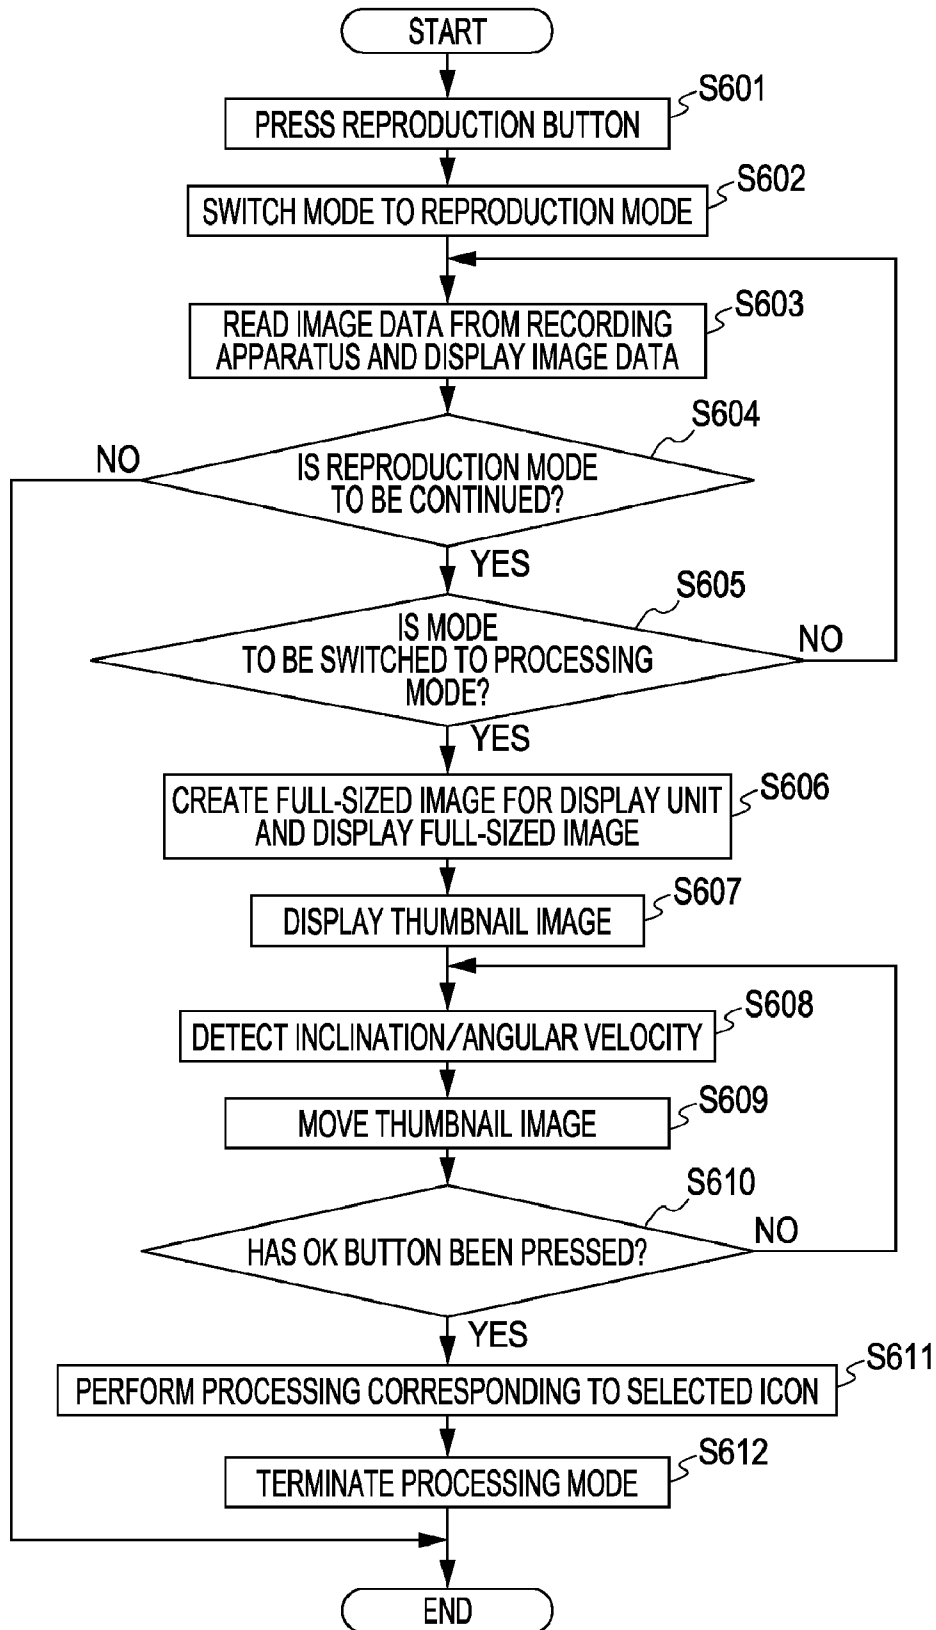 START
S601
PRESS REPRODUCTION BUTTON
S602
SWITCH MODE TO REPRODUCTION MODE
S603
READ IMAGE DATA FROM RECORDING
APPARATUS AND DISPLAY IMAGE DATA
S604
NO
IS REPRODUCTION MODE
TO BE CONTINUED?
YES
S605
IS MODE
TO BE SWITCHED TO PROCESSING
MODE?
NO
YES
S606
CREATE FULL-SIZED IMAGE FOR DISPLAY UNIT
AND DISPLAY FULL-SIZED IMAGE
S607
DISPLAY THUMBNAIL IMAGE
S608
DETECT INCLINATION/ANGULAR VELOCITY
S609
MOVE THUMBNAIL IMAGE
S610
HAS OK BUTTON BEEN PRESSED?
NO
YES
S611
PERFORM PROCESSING CORRESPONDING TO SELECTED ICON
S612
TERMINATE PROCESSING MODE
END